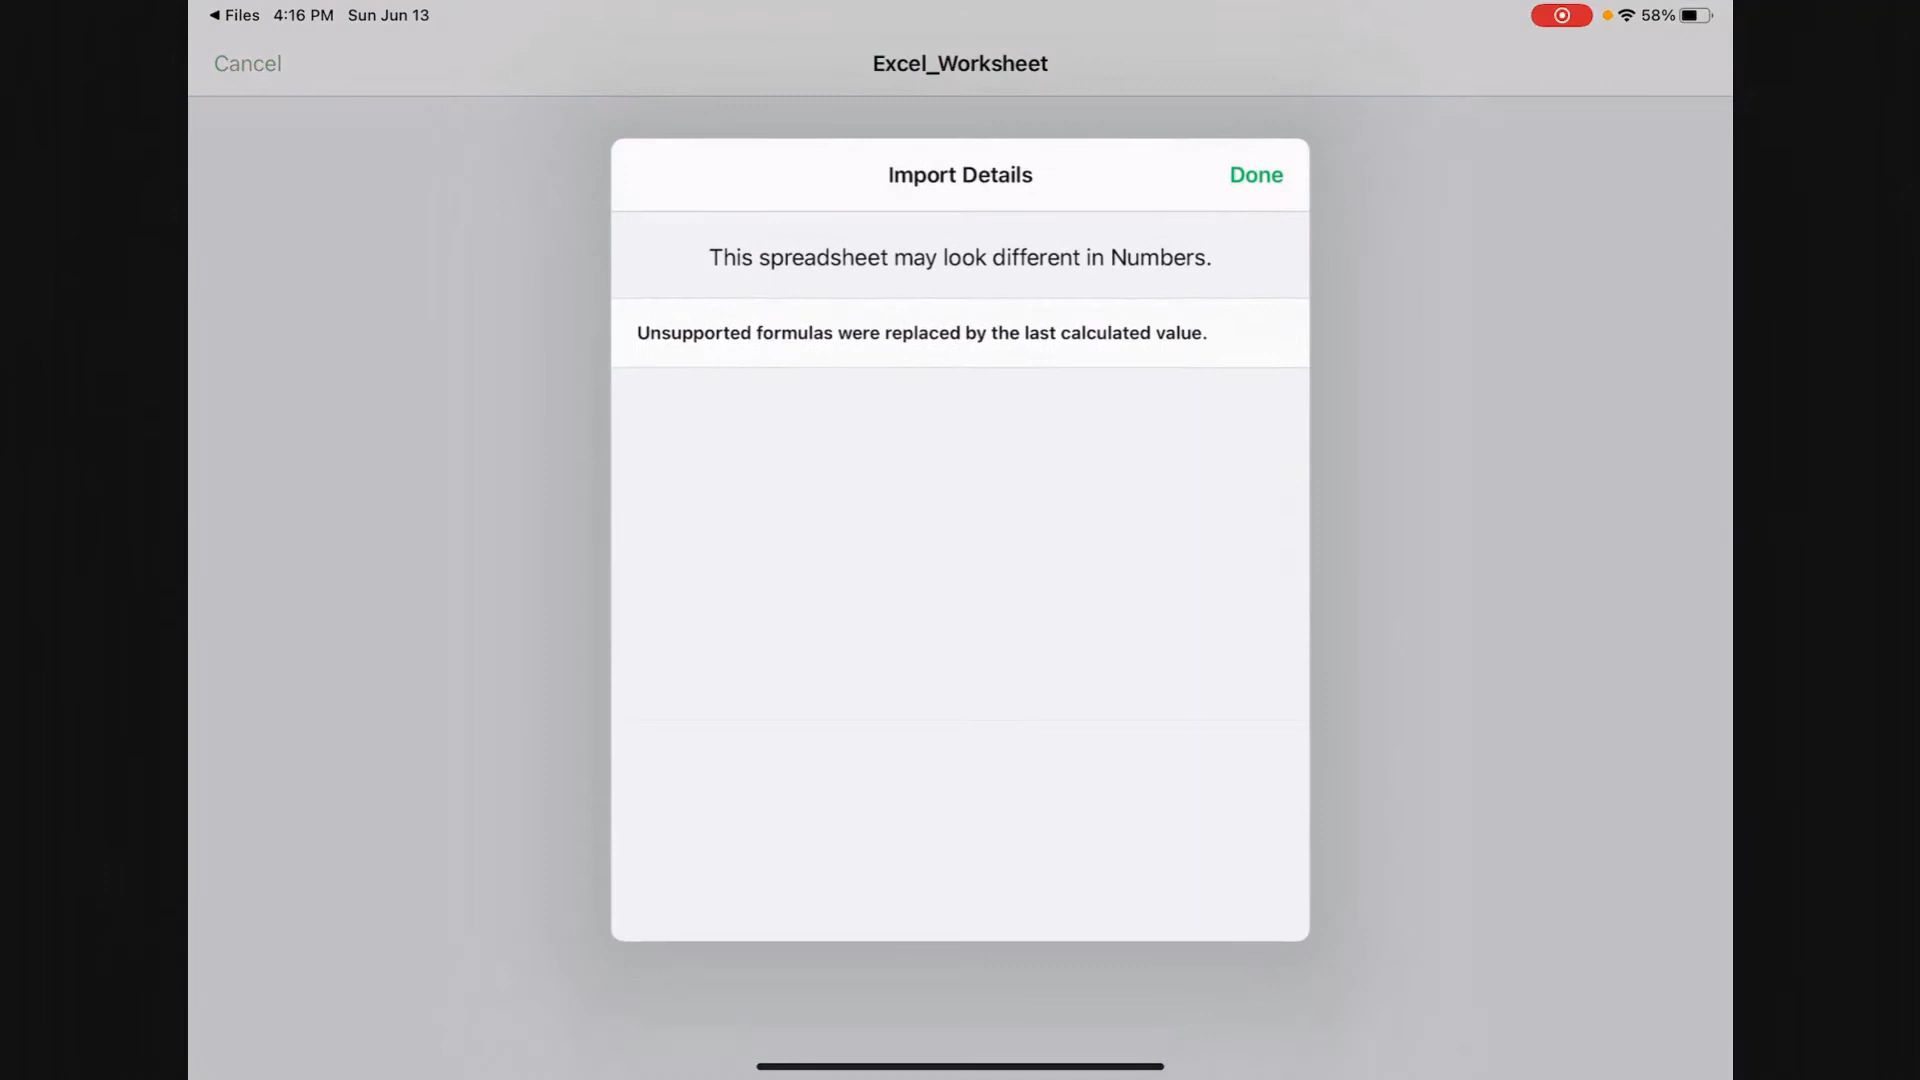 Files 4:16 PM Sun Jun 13
58%
Cancel
Excel_Worksheet
Import Details
Done
This spreadsheet may look different in Numbers.
Unsupported formulas were replaced by the last calculated value.